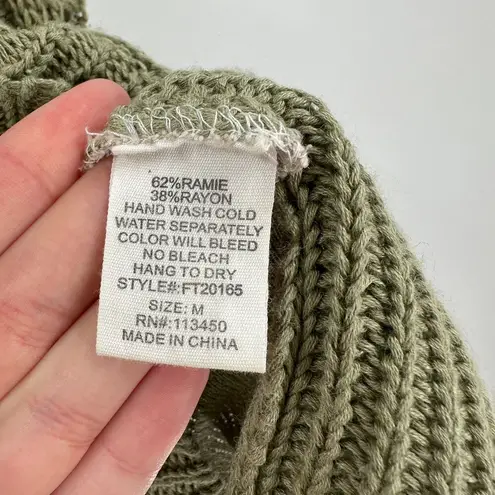 62%RAMIE
38%RAYON
HAND WASH COLD
WATER SEPARATELY
COLOR WILL BLEED
NO BLEACH
HANG TO DRY
STYLE#:FT20165
SIZE: M
RN#:113450
MADE IN CHINA